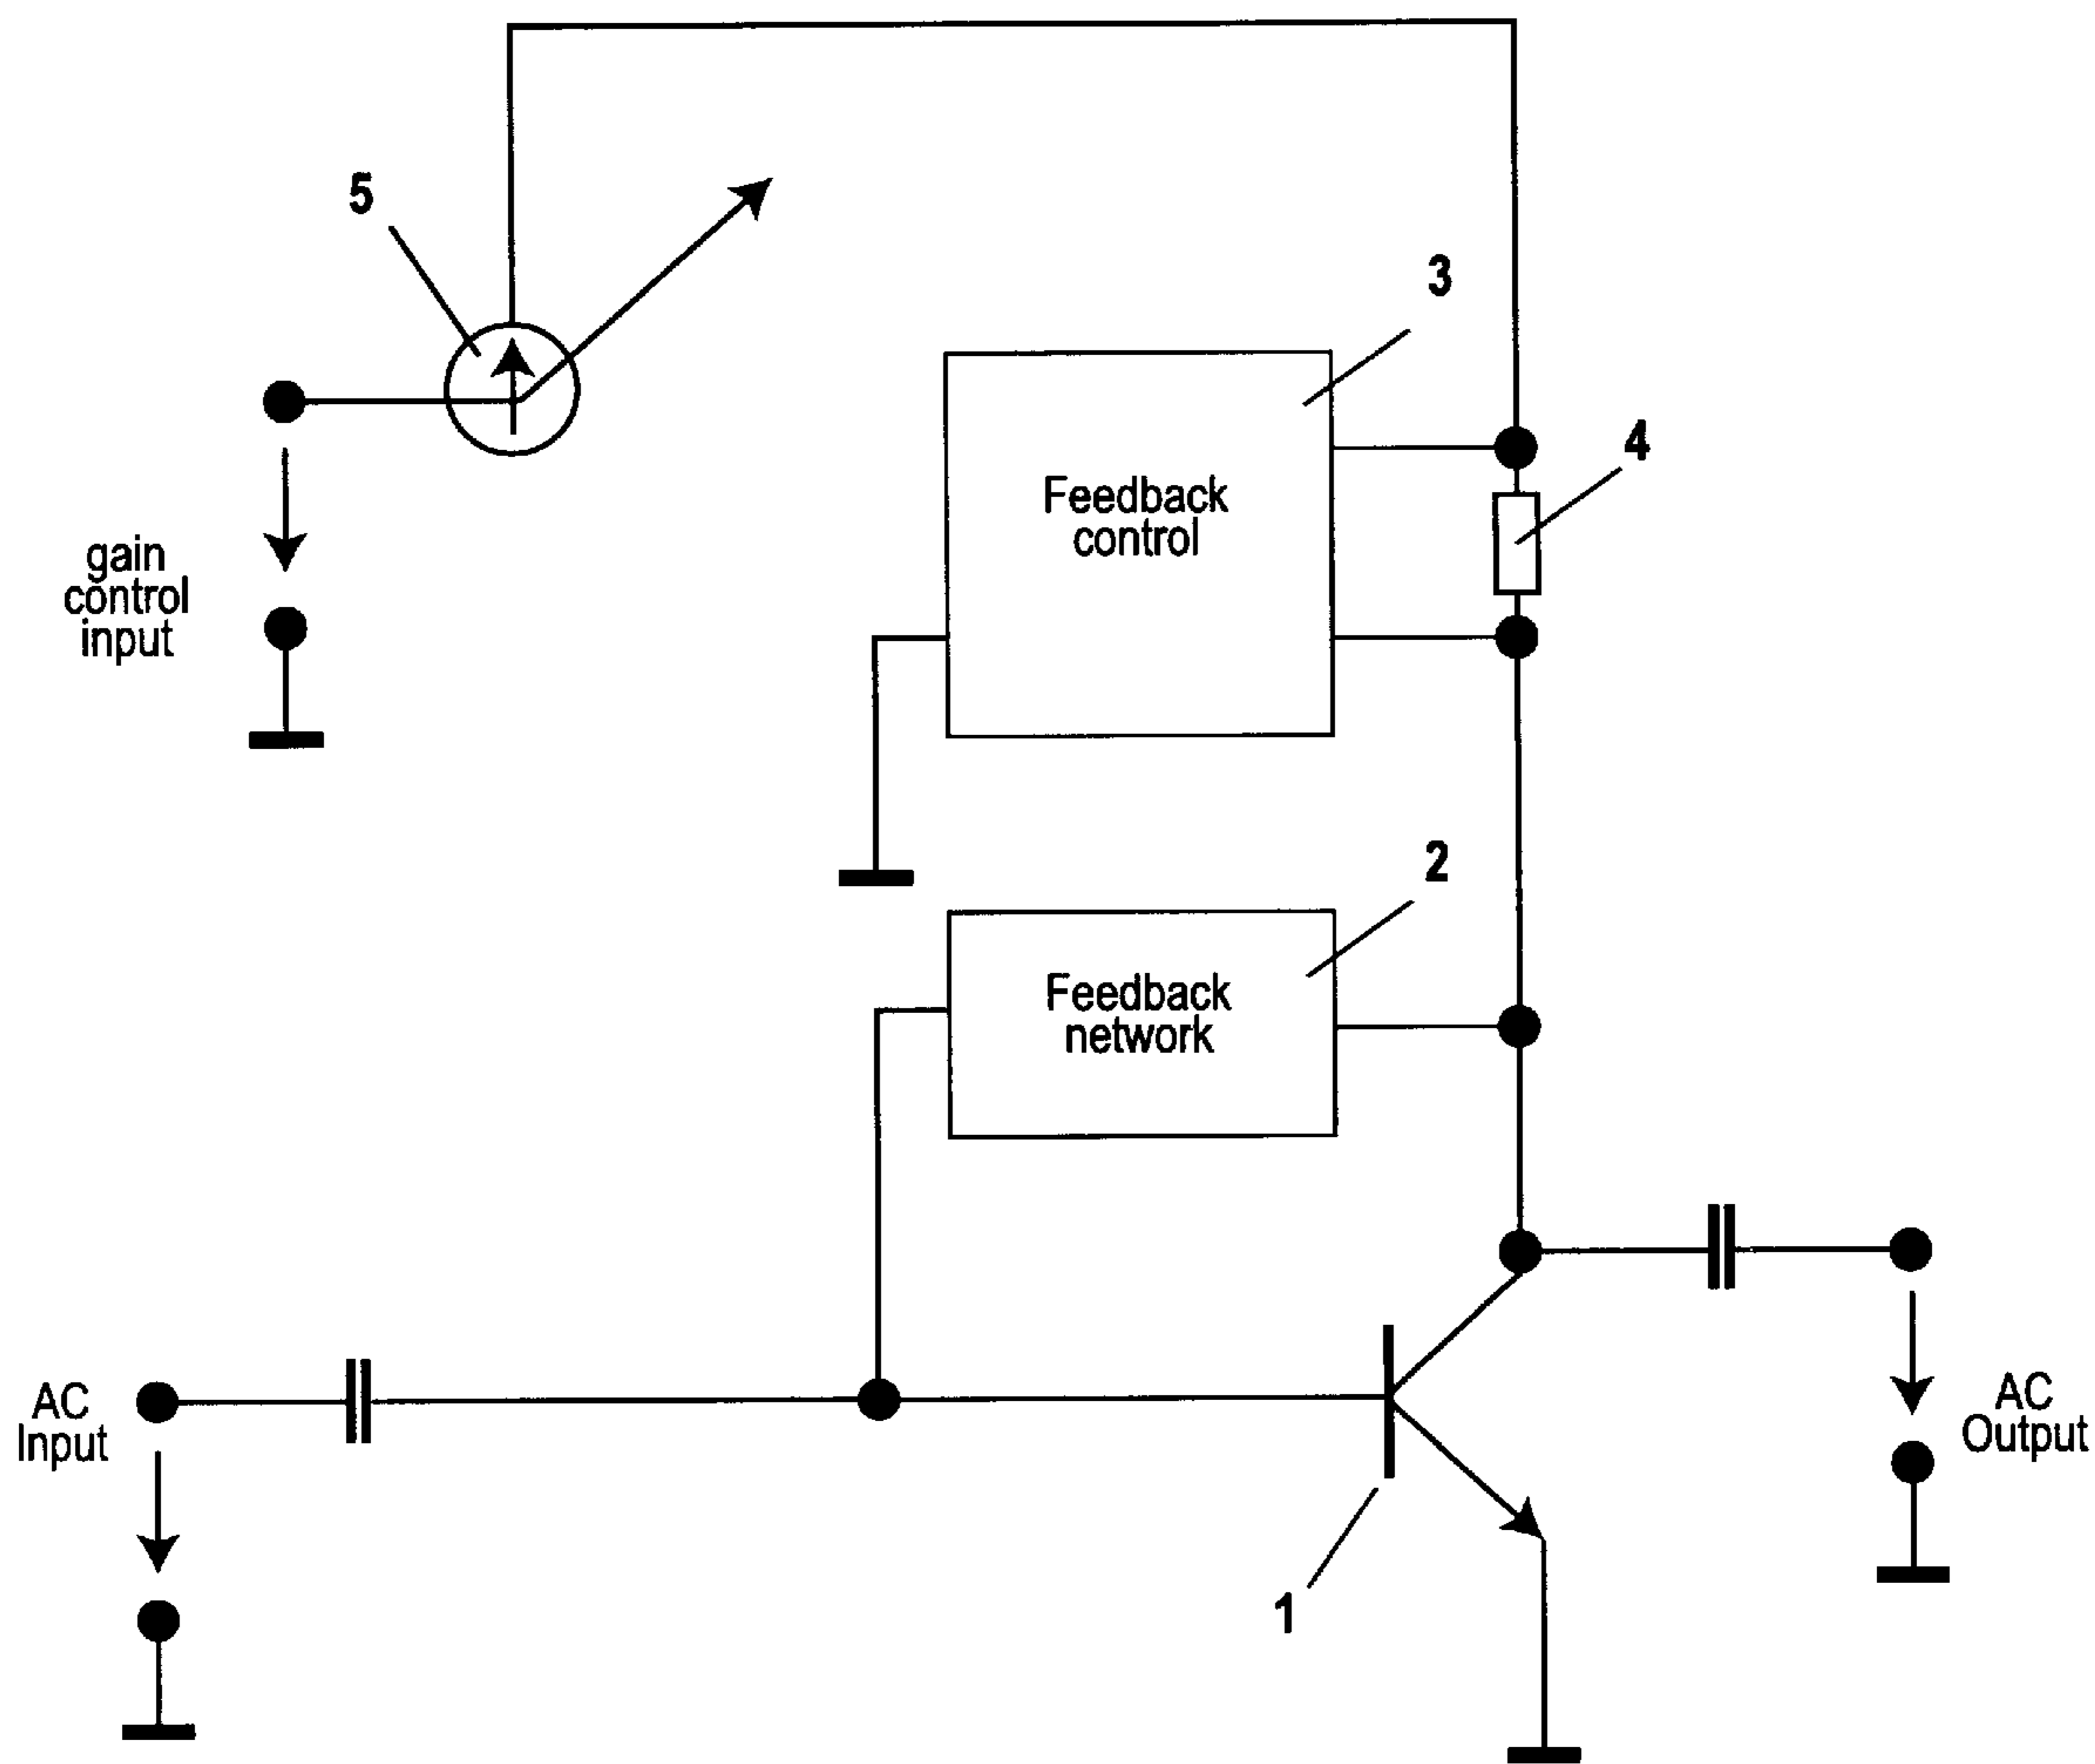 5
3
4
Feedback
control
gain
control
input
2
Feedback
network
AC
Input
AC
Output
1